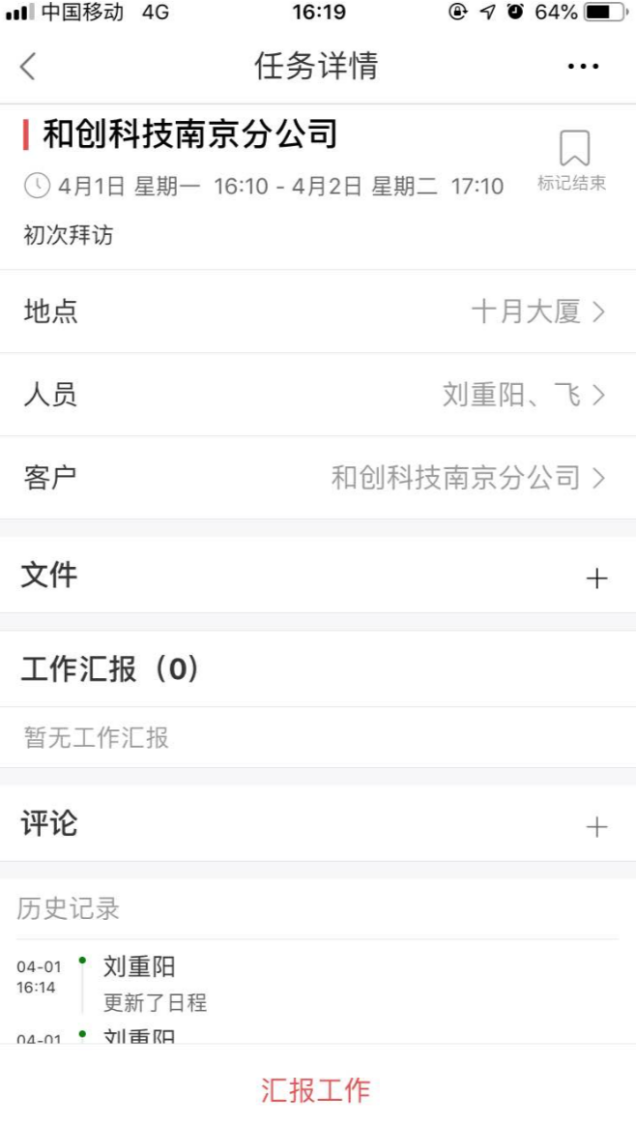 中国移动 4G 16:19 64%
任务详情
和创科技南京分公司
4月1日 星期一 16:10 - 4月2日 星期二 17:10
标记结束
初次拜访
地点 十月大厦
人员 刘重阳、飞
客户 和创科技南京分公司
文件
工作汇报（0）
暂无工作汇报
评论
历史记录
04-01 刘重阳
16:14 更新了日程
04-01 刘重阳
汇报工作